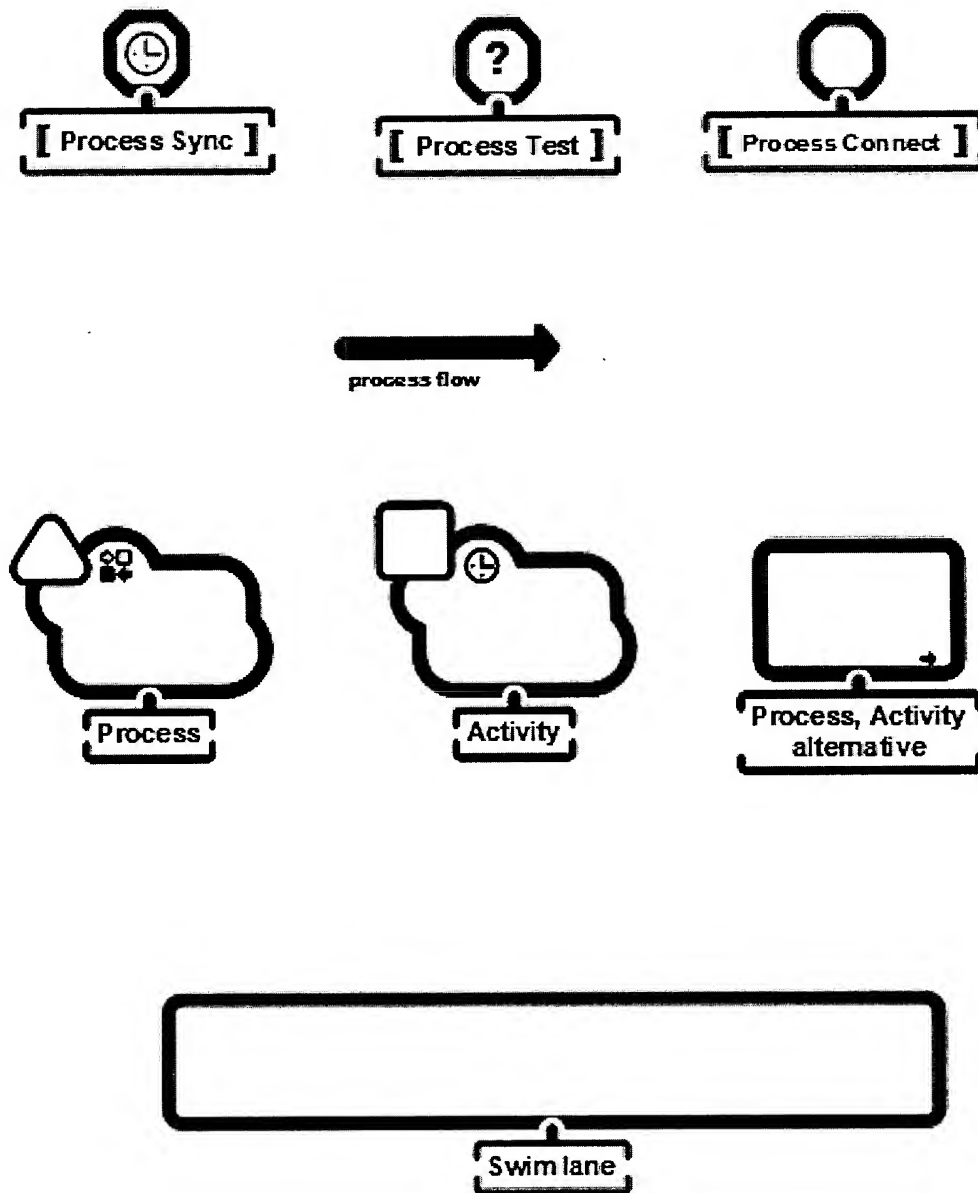 ?
[ Process Sync ]
[ Process Test ]
[ Process Connect ]
process flow
Process
Activity
Process, Activity
alternative
Swim lane